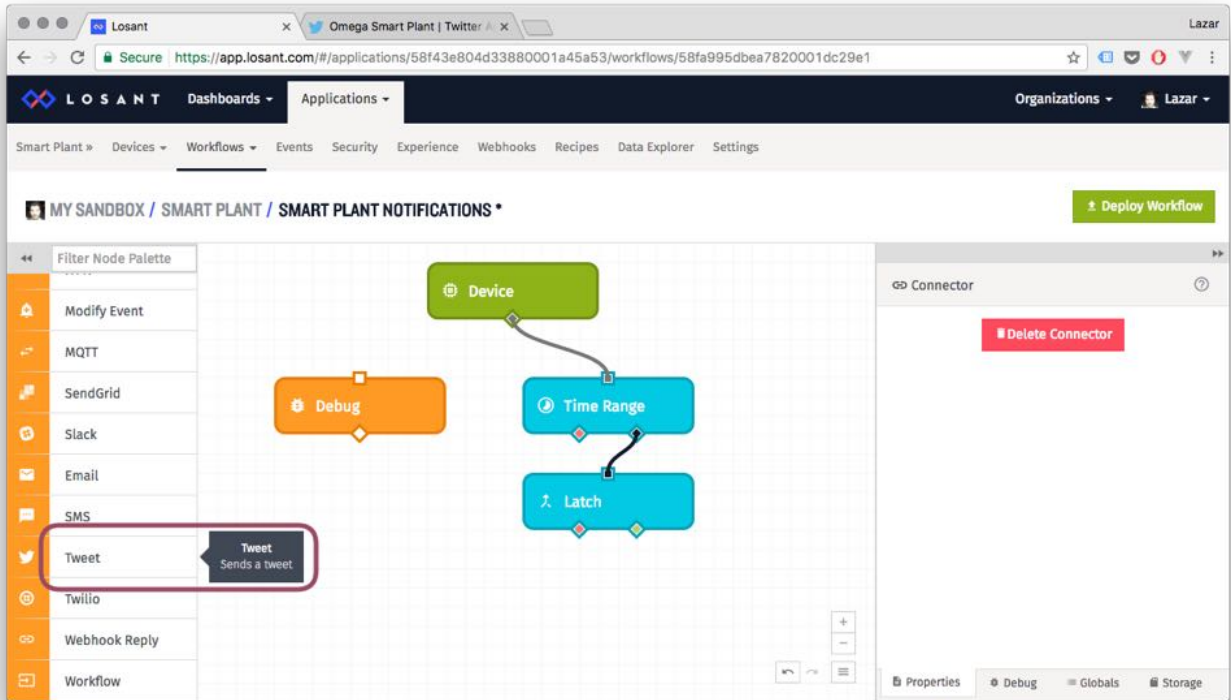 Losant
Omega Smart Plant | Twitter A
Lazar
Secure https://app.losant.com/#/applications/58f43e804d33880001a45a53/workflows/58fa995dbea7820001dc29e1
LOSANT Dashboards Applications Organizations Lazar
Smart Plant » Devices Workflows Events Security Experience Webhooks Recipes Data Explorer Settings
MY SANDBOX / SMART PLANT / SMART PLANT NOTIFICATIONS *
Deploy Workflow
Filter Node Palette
Modify Event
MQTT
SendGrid
Slack
Email
SMS
Tweet
Twilio
Webhook Reply
Workflow
Tweet
Sends a tweet
Device
Debug
Time Range
Latch
Connector
Delete Connector
Properties Debug Globals Storage